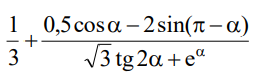 1/3 + (0,5cosα − 2sin(π − α))/(√3 tg2α + e^α)